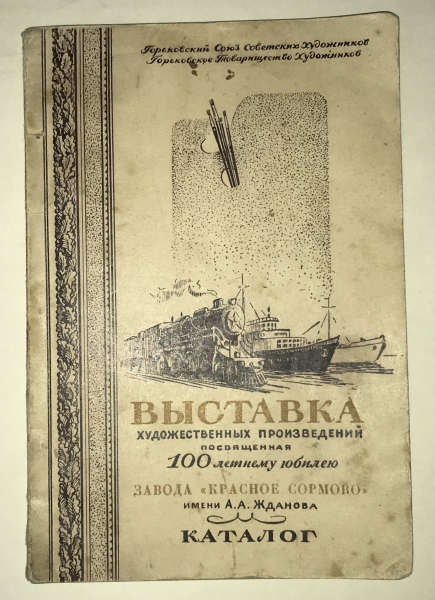 Горьковский Союз Советских Художников
Горьковское Товарищество Художников
ВЫСТАВКА
ХУДОЖЕСТВЕННЫХ ПРОИЗВЕДЕНИЙ
ПОСВЯЩЕННАЯ
100 летнему юбилею
ЗАВОДА «КРАСНОЕ СОРМОВО»
ИМЕНИ А.А. ЖДАНОВА
КАТАЛОГ